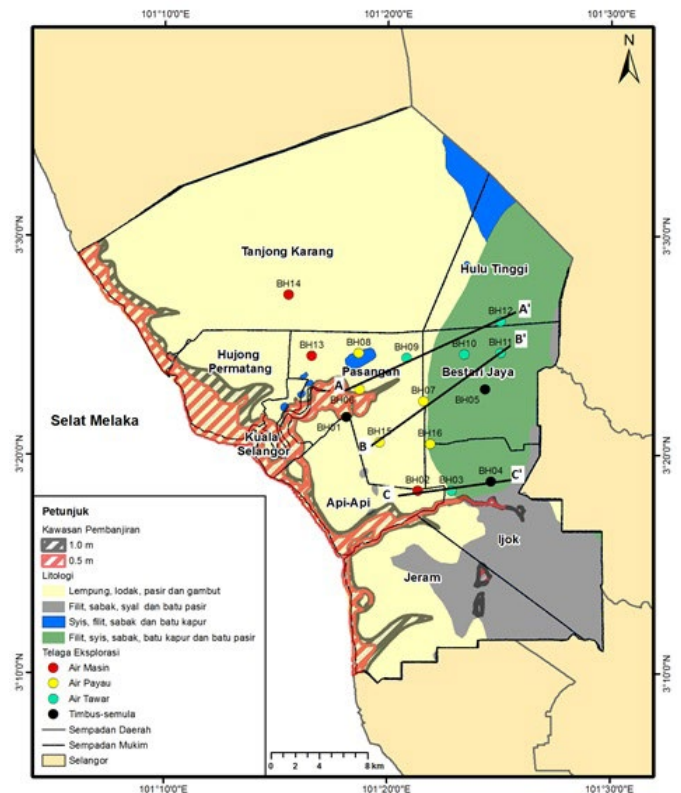 101°10'0"E 101°20'0"E 101°30'0"E
N
3°30'0"N 3°30'0"N
Tanjong Karang
Hulu Tinggi
BH14
BH12 A'
BH13 BH08 BH09 BH10 BH11 B'
Hujong
Permatang
Pasangan
Bestari Jaya
A
BH06 BH07 BH05
Selat Melaka
BH01
Kuala
Selangor
BH15 BH16
B
3°20'0"N 3°20'0"N
BH02 BH03 BH04 C'
C
Api-Api
Ijok
Jeram
3°10'0"N 3°10'0"N
Petunjuk
Kawasan Pembanjiran
1.0 m
0.5 m
Litologi
Lempung, lodak, pasir dan gambut
Filit, sabak, syal dan batu pasir
Syis, filit, sabak dan batu kapur
Filit, syis, sabak, batu kapur dan batu pasir
Telaga Eksplorasi
Air Masin
Air Payau
Air Tawar
Timbus-semula
Sempadan Daerah
Sempadan Mukim
Selangor
0 2 4 8 km
101°10'0"E 101°20'0"E 101°30'0"E